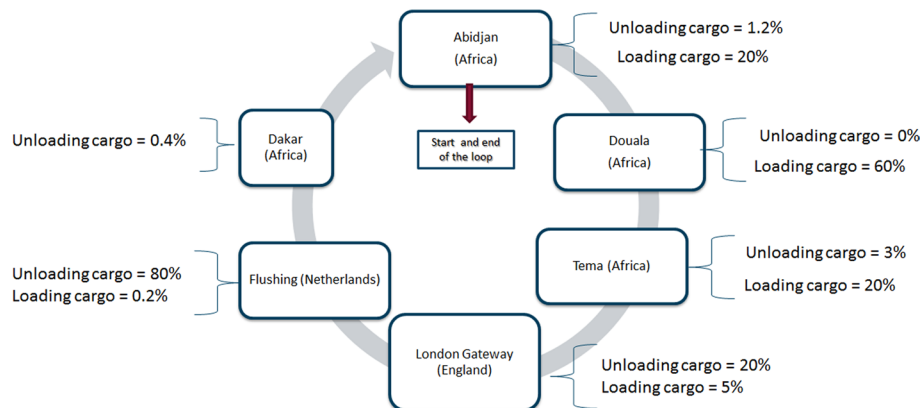 Abidjan
(Africa)
Unloading cargo = 1.2%
Loading cargo = 20%
Start and end
of the loop
Dakar
(Africa)
Unloading cargo = 0.4%
Douala
(Africa)
Unloading cargo = 0%
Loading cargo = 60%
Tema (Africa)
Unloading cargo = 3%
Loading cargo = 20%
Flushing (Netherlands)
Unloading cargo = 80%
Loading cargo = 0.2%
London Gateway
(England)
Unloading cargo = 20%
Loading cargo = 5%